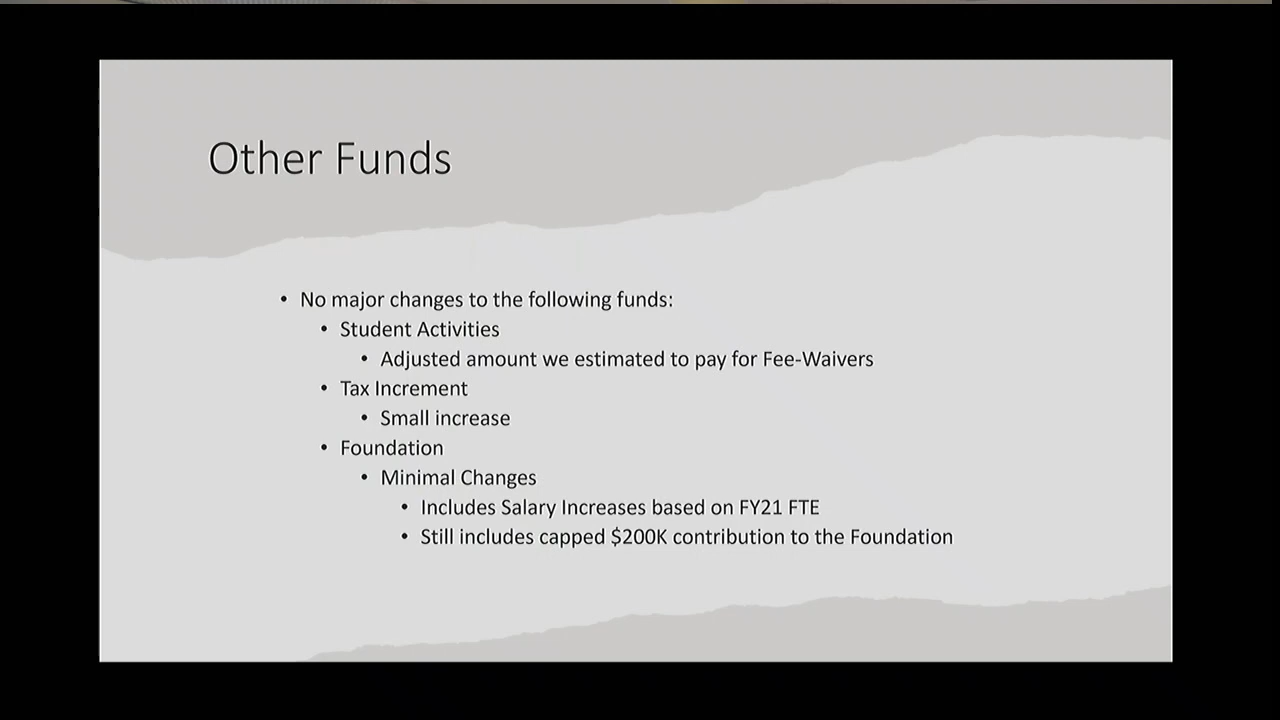 Other Funds
• No major changes to the following funds:
• Student Activities
• Adjusted amount we estimated to pay for Fee-Waivers
• Tax Increment
• Small increase
• Foundation
• Minimal Changes
• Includes Salary Increases based on FY21 FTE
• Still includes capped $200K contribution to the Foundation